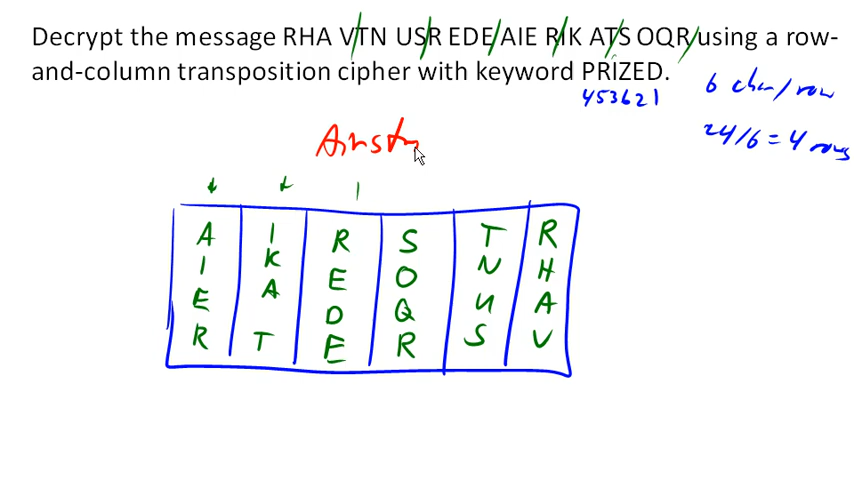 Decrypt the message RHA VTN USR EDE AIE RIK ATS OQR using a row-
and-column transposition cipher with keyword PRIZED.
6 char/row
453621
24/6 = 4 rows
A I R S T R
I K E O N H
E A D Q U A
R T E R S V